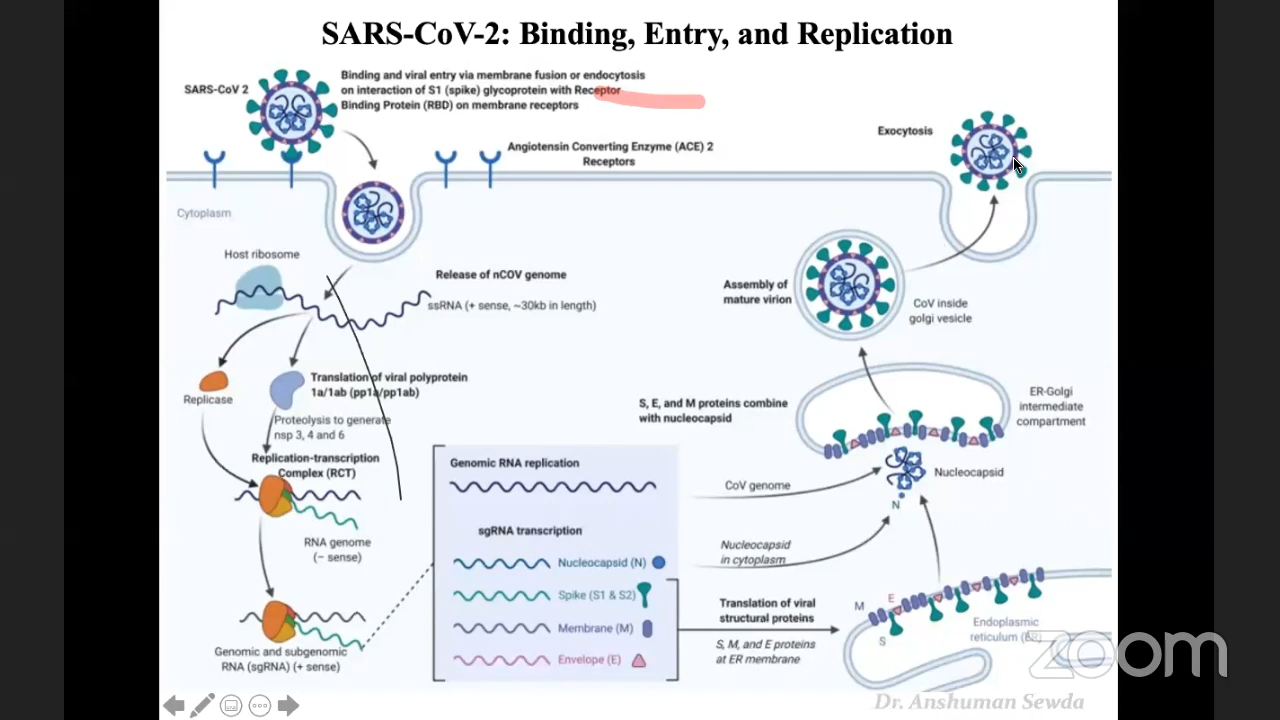 SARS-CoV-2: Binding, Entry, and Replication
SARS-CoV 2
Binding and viral entry via membrane fusion or endocytosis
on interaction of S1 (spike) glycoprotein with Receptor
Binding Protein (RBD) on membrane receptors
Exocytosis
Angiotensin Converting Enzyme (ACE) 2
Receptors
Cytoplasm
Host ribosome
Release of nCOV genome
ssRNA (+ sense, ~30kb in length)
Assembly of
mature virion
CoV inside
golgi vesicle
Replicase
Translation of viral polyprotein
1a/1ab (pp1a/pp1ab)
Proteolysis to generate
nsp 3, 4 and 6
S, E, and M proteins combine
with nucleocapsid
ER-Golgi
intermediate
compartment
Replication-transcription
Complex (RCT)
Genomic RNA replication
CoV genome
Nucleocapsid
N
RNA genome
(− sense)
sgRNA transcription
Nucleocapsid (N)
Nucleocapsid
in cytoplasm
Spike (S1 & S2)
Membrane (M)
Envelope (E)
Translation of viral
structural proteins
S, M, and E proteins
at ER membrane
M
E
S
Endoplasmic
reticulum (ER)
Genomic and subgenomic
RNA (sgRNA) (+ sense)
zoom
Dr. Anshuman Sewda